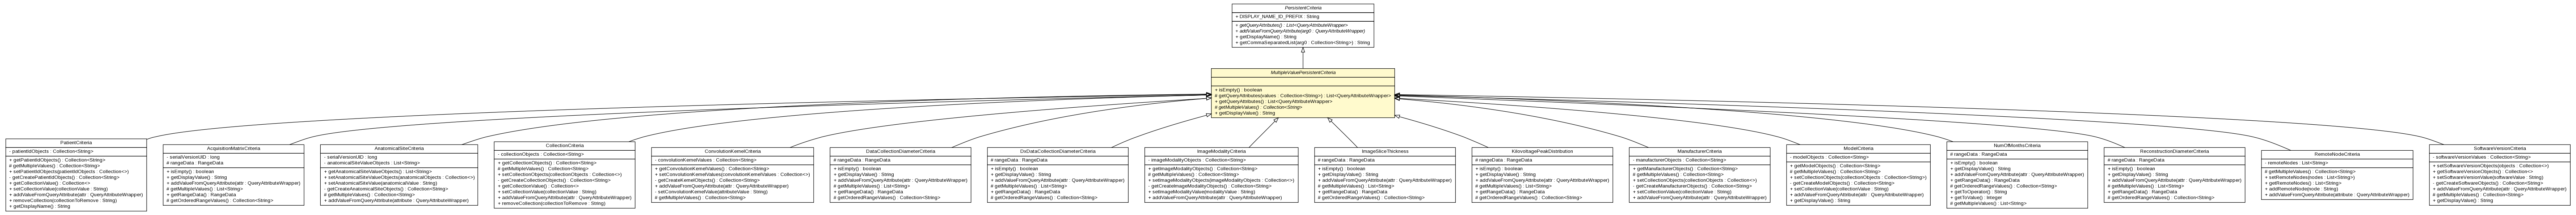 PersistentCriteria
+ DISPLAY_NAME_ID_PREFIX : String
+ getQueryAttributes() : List<QueryAttributeWrapper>
+ addValueFromQueryAttribute(arg0 : QueryAttributeWrapper)
+ getDisplayName() : String
+ getCommaSeparatedList(arg0 : Collection<String>) : String
MultipleValuePersistentCriteria
+ isEmpty() : boolean
# getQueryAttributes(values : Collection<String>) : List<QueryAttributeWrapper>
+ getQueryAttributes() : List<QueryAttributeWrapper>
# getMultipleValues() : Collection<String>
+ getDisplayValue() : String
PatientCriteria
- patientIdObjects : Collection<String>
+ getPatientIdObjects() : Collection<String>
# getMultipleValues() : Collection<String>
+ setPatientIdObjects(patientIdObjects : Collection<>)
- getCreatePatientIdObjects() : Collection<String>
+ getCollectionValue() : Collection<>
+ setCollectionValue(collectionValue : String)
+ addValueFromQueryAttribute(attr : QueryAttributeWrapper)
+ removeCollection(collectionToRemove : String)
+ getDisplayName() : String
AcquisitionMatrixCriteria
- serialVersionUID : long
# rangeData : RangeData
+ isEmpty() : boolean
+ getDisplayValue() : String
+ addValueFromQueryAttribute(attr : QueryAttributeWrapper)
# getMultipleValues() : List<String>
+ getRangeData() : RangeData
# getOrderedRangeValues() : Collection<String>
AnatomicalSiteCriteria
- serialVersionUID : long
- anatomicalSiteValueObjects : List<String>
+ getAnatomicalSiteValueObjects() : List<String>
+ setAnatomicalSiteValueObjects(anatomicalObjects : Collection<>)
+ setAnatomicalSiteValue(anatomicalValue : String)
- getCreateAnatomicalSiteObjects() : Collection<String>
# getMultipleValues() : Collection<String>
+ addValueFromQueryAttribute(attribute : QueryAttributeWrapper)
CollectionCriteria
- collectionObjects : Collection<String>
+ getCollectionObjects() : Collection<String>
# getMultipleValues() : Collection<String>
+ setCollectionObjects(collectionObjects : Collection<>)
- getCreateCollectionObjects() : Collection<String>
+ getCollectionValue() : Collection<>
+ setCollectionValue(collectionValue : String)
+ addValueFromQueryAttribute(attr : QueryAttributeWrapper)
+ removeCollection(collectionToRemove : String)
ConvolutionKernelCriteria
- convolutionKernelValues : Collection<String>
+ getConvolutionKernelValues() : Collection<String>
+ setConvolutionKernelValues(convolutionKernelValues : Collection<>)
- getCreateKernelObjects() : Collection<String>
+ addValueFromQueryAttribute(attr : QueryAttributeWrapper)
+ setConvolutionKernelValue(attributeValue : String)
# getMultipleValues() : Collection<String>
DataCollectionDiameterCriteria
# rangeData : RangeData
+ isEmpty() : boolean
+ getDisplayValue() : String
+ addValueFromQueryAttribute(attr : QueryAttributeWrapper)
# getMultipleValues() : List<String>
+ getRangeData() : RangeData
# getOrderedRangeValues() : Collection<String>
DxDataCollectionDiameterCriteria
# rangeData : RangeData
+ isEmpty() : boolean
+ getDisplayValue() : String
+ addValueFromQueryAttribute(attr : QueryAttributeWrapper)
# getMultipleValues() : List<String>
+ getRangeData() : RangeData
# getOrderedRangeValues() : Collection<String>
ImageModalityCriteria
- imageModalityObjects : Collection<String>
+ getImageModalityObjects() : Collection<String>
# getMultipleValues() : Collection<String>
+ setImageModalityObjects(imageModalityObjects : Collection<>)
- getCreateImageModalityObjects() : Collection<String>
+ setImageModalityValue(modalityValue : String)
+ addValueFromQueryAttribute(attr : QueryAttributeWrapper)
ImageSliceThickness
# rangeData : RangeData
+ isEmpty() : boolean
+ getDisplayValue() : String
+ addValueFromQueryAttribute(attr : QueryAttributeWrapper)
# getMultipleValues() : List<String>
+ getRangeData() : RangeData
# getOrderedRangeValues() : Collection<String>
KilovoltagePeakDistribution
# rangeData : RangeData
+ isEmpty() : boolean
+ getDisplayValue() : String
+ addValueFromQueryAttribute(attr : QueryAttributeWrapper)
# getMultipleValues() : List<String>
+ getRangeData() : RangeData
# getOrderedRangeValues() : Collection<String>
ManufacturerCriteria
- manufacturerObjects : Collection<String>
+ getManufacturerObjects() : Collection<String>
# getMultipleValues() : Collection<String>
+ setCollectionObjects(collectionObjects : Collection<>)
- getCreateManufacturerObjects() : Collection<String>
+ setCollectionValue(collectionValue : String)
+ addValueFromQueryAttribute(attr : QueryAttributeWrapper)
ModelCriteria
- modelObjects : Collection<String>
+ getModelObjects() : Collection<String>
# getMultipleValues() : Collection<String>
+ setCollectionObjects(collectionObjects : Collection<String>)
- getCreateModelObjects() : Collection<String>
+ setCollectionValue(collectionValue : String)
+ addValueFromQueryAttribute(attr : QueryAttributeWrapper)
+ getDisplayValue() : String
NumOfMonthsCriteria
# rangeData : RangeData
+ isEmpty() : boolean
+ getDisplayValue() : String
+ addValueFromQueryAttribute(attr : QueryAttributeWrapper)
+ getRangeData() : RangeData
# getOrderedRangeValues() : Collection<String>
+ getToOperator() : String
+ getToValue() : Integer
# getMultipleValues() : List<String>
ReconstructionDiameterCriteria
# rangeData : RangeData
+ isEmpty() : boolean
+ getDisplayValue() : String
+ addValueFromQueryAttribute(attr : QueryAttributeWrapper)
# getMultipleValues() : List<String>
+ getRangeData() : RangeData
# getOrderedRangeValues() : Collection<String>
RemoteNodeCriteria
- remoteNodes : List<String>
# getMultipleValues() : Collection<String>
+ setRemoteNodes(nodes : List<String>)
+ getRemoteNodes() : List<String>
+ addRemoteNode(node : String)
+ addValueFromQueryAttribute(attribute : QueryAttributeWrapper)
SoftwareVersionCriteria
- softwareVersionValues : Collection<String>
+ setSoftwareVersionObjects(objects : Collection<>)
+ getSoftwareVersionObjects() : Collection<>
+ setSoftwareVersionValue(softwareValue : String)
- getCreateSoftwareObjects() : Collection<String>
+ addValueFromQueryAttribute(attr : QueryAttributeWrapper)
# getMultipleValues() : Collection<String>
+ getDisplayValue() : String